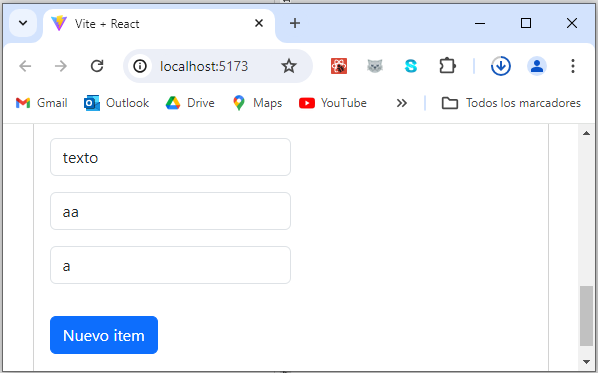 Vite + React
localhost:5173
Gmail Outlook Drive Maps YouTube Todos los marcadores
texto
aa
a
Nuevo item